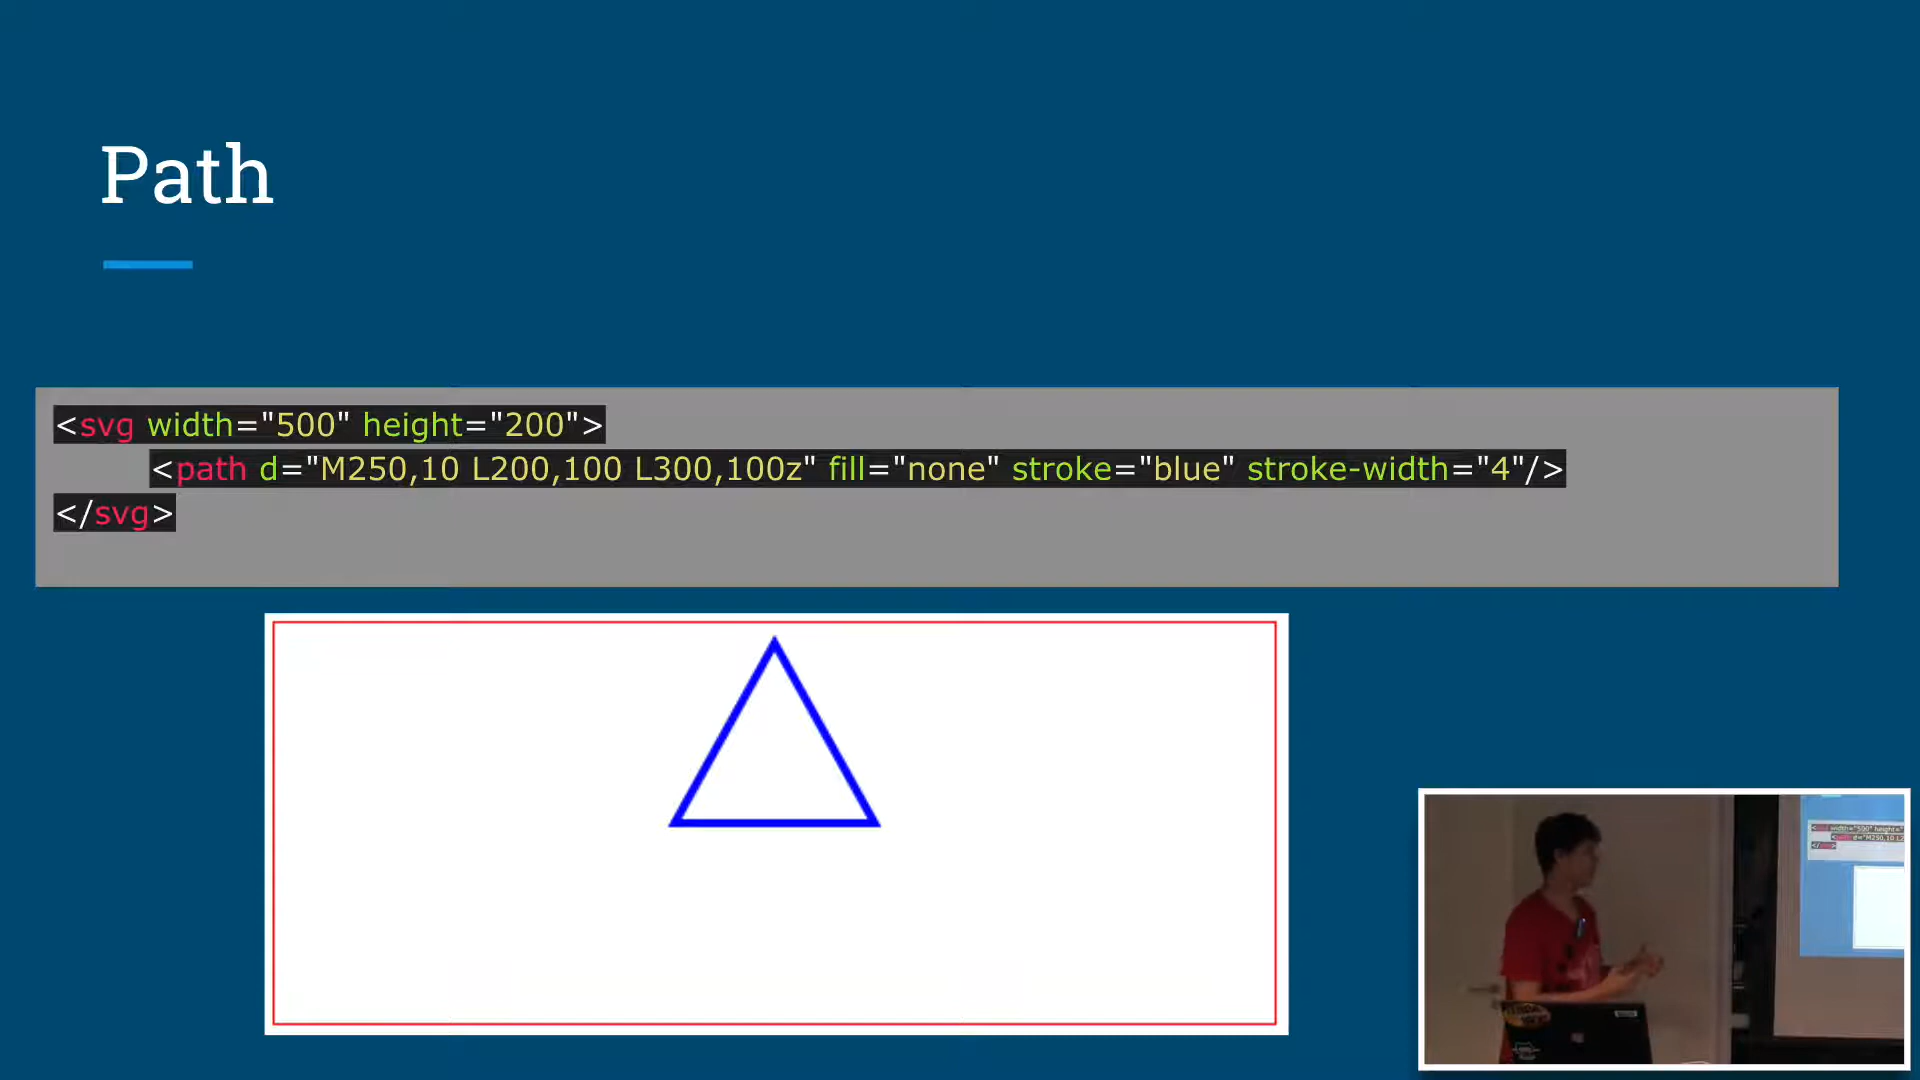 Path
<svg width="500" height="200">
<path d="M250,10 L200,100 L300,100z" fill="none" stroke="blue" stroke-width="4"/>
</svg>